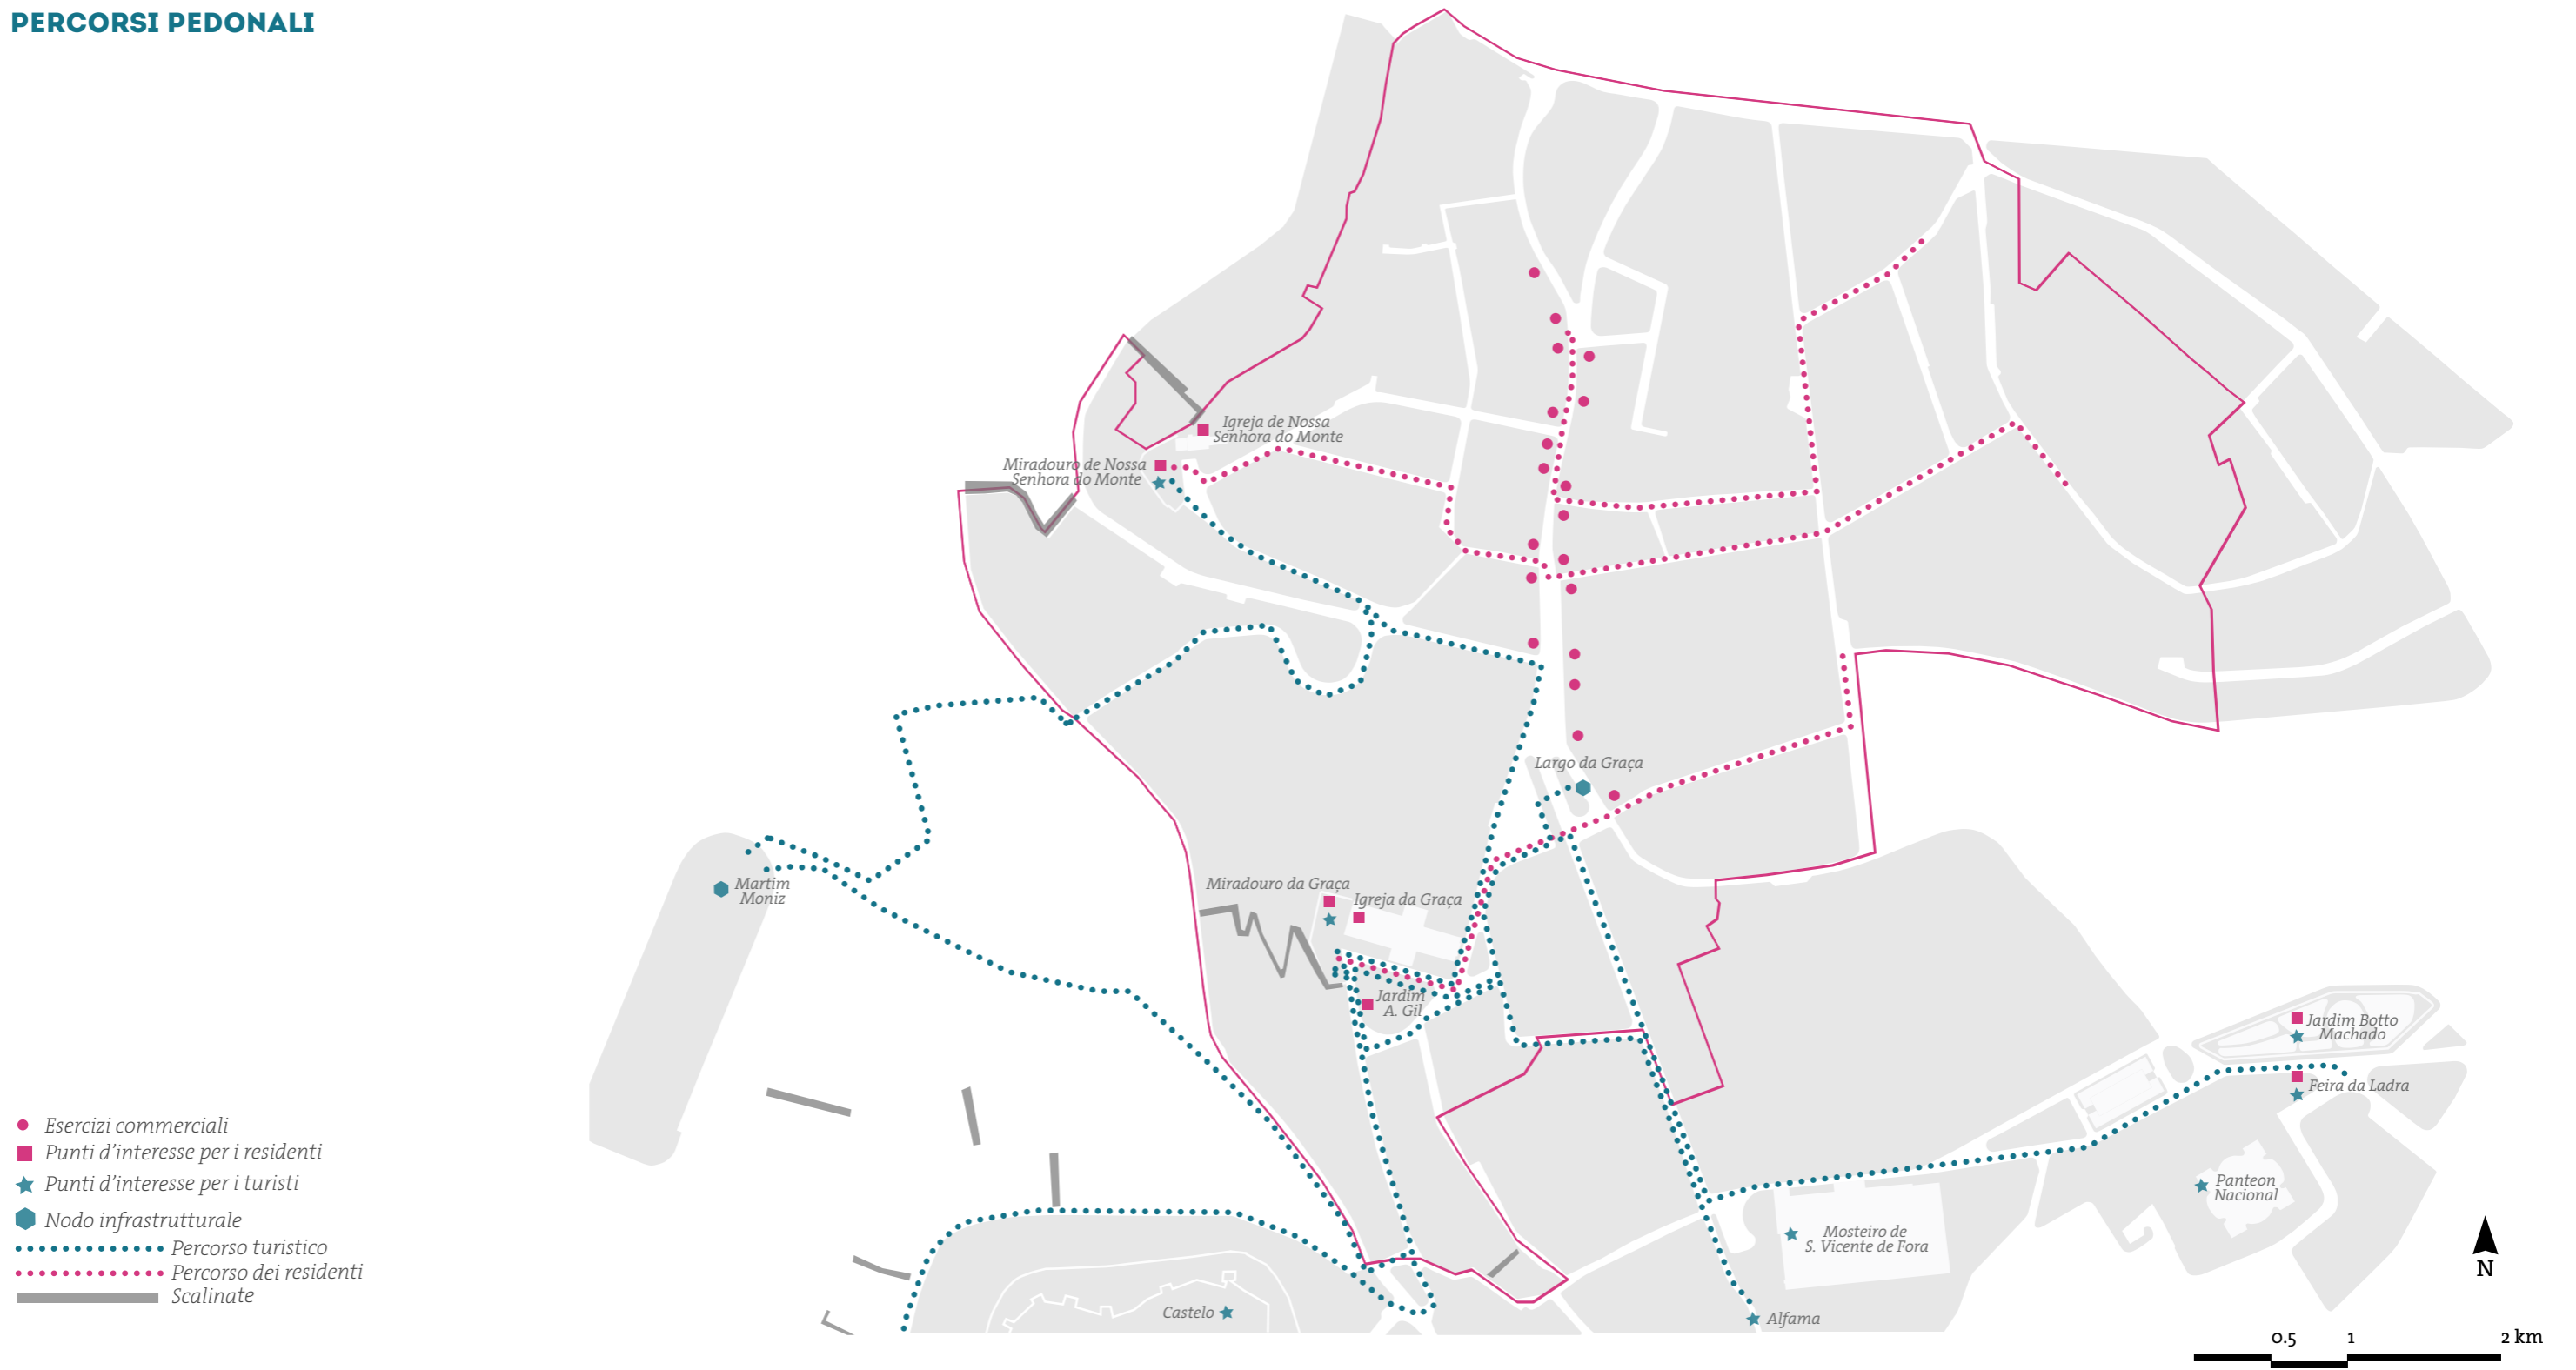 PERCORSI PEDONALI
Igreja de Nossa
Senhora do Monte
Miradouro de Nossa
Senhora do Monte
Largo da Graça
Miradouro da Graça
Igreja da Graça
Martim
Moniz
Jardim
A. Gil
Jardim Botto
Machado
Feira da Ladra
Panteon
Nacional
Mosteiro de
S. Vicente de Fora
Castelo
Alfama
Esercizi commerciali
Punti d'interesse per i residenti
Punti d'interesse per i turisti
Nodo infrastrutturale
Percorso turistico
Percorso dei residenti
Scalinate
N
0.5 1 2 km